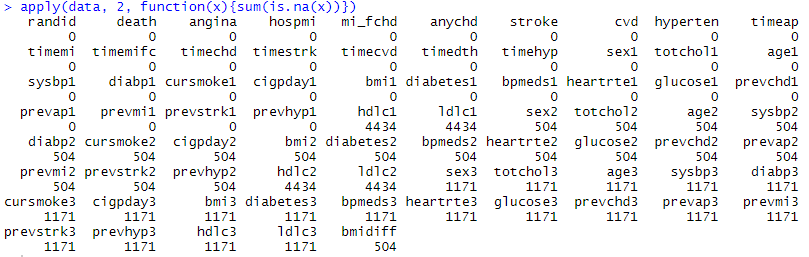 > apply(data, 2, function(x){sum(is.na(x))})
randid death angina hospmi mi_fchd anychd stroke cvd hyperten timeap
0 0 0 0 0 0 0 0 0 0
timemi timemifc timechd timestrk timecvd timedth timehyp sex1 totchol1 age1
0 0 0 0 0 0 0 0 0 0
sysbp1 diabp1 cursmoke1 cigpday1 bmi1 diabetes1 bpmeds1 heartrte1 glucose1 prevchd1
0 0 0 0 0 0 0 0 0 0
prevap1 prevmi1 prevstrk1 prevhyp1 hdlc1 ldlc1 sex2 totchol2 age2 sysbp2
0 0 0 0 4434 4434 504 504 504 504
diabp2 cursmoke2 cigpday2 bmi2 diabetes2 bpmeds2 heartrte2 glucose2 prevchd2 prevap2
504 504 504 504 504 504 504 504 504 504
prevmi2 prevstrk2 prevhyp2 hdlc2 ldlc2 sex3 totchol3 age3 sysbp3 diabp3
504 504 504 4434 4434 1171 1171 1171 1171 1171
cursmoke3 cigpday3 bmi3 diabetes3 bpmeds3 heartrte3 glucose3 prevchd3 prevap3 prevmi3
1171 1171 1171 1171 1171 1171 1171 1171 1171 1171
prevstrk3 prevhyp3 hdlc3 ldlc3 bmidiff
1171 1171 1171 1171 504